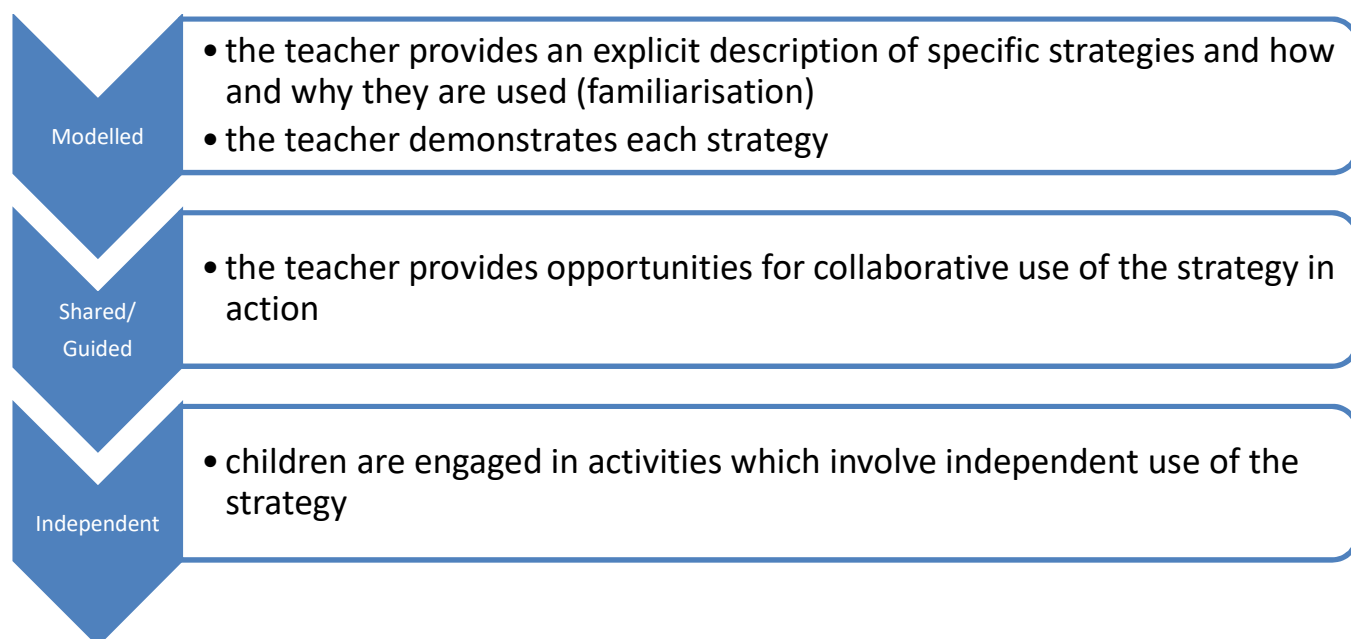 Modelled
• the teacher provides an explicit description of specific strategies and how
and why they are used (familiarisation)
• the teacher demonstrates each strategy
Shared/
Guided
• the teacher provides opportunities for collaborative use of the strategy in
action
Independent
• children are engaged in activities which involve independent use of the
strategy